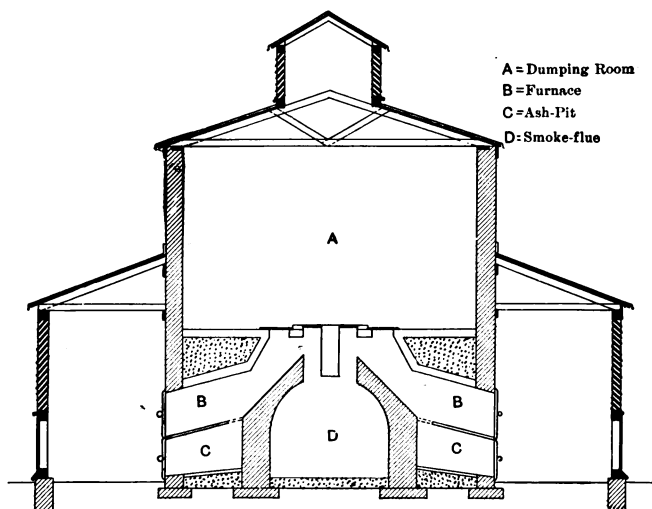 A = Dumping Room
B = Furnace
C = Ash-Pit
D = Smoke-flue
A
B
B
C
D
C